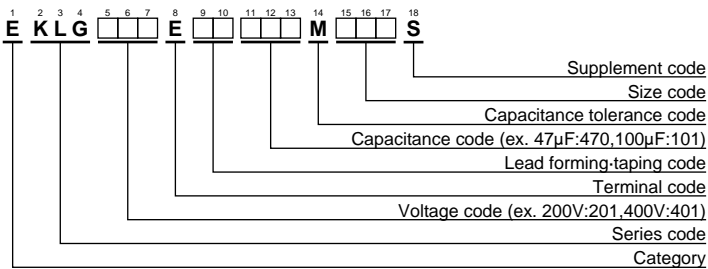 1 2 3 4 5 6 7 8 9 10 11 12 13 14 15 16 17 18
E KLG E M S
Supplement code
Size code
Capacitance tolerance code
Capacitance code (ex. 47μF:470,100μF:101)
Lead forming·taping code
Terminal code
Voltage code (ex. 200V:201,400V:401)
Series code
Category